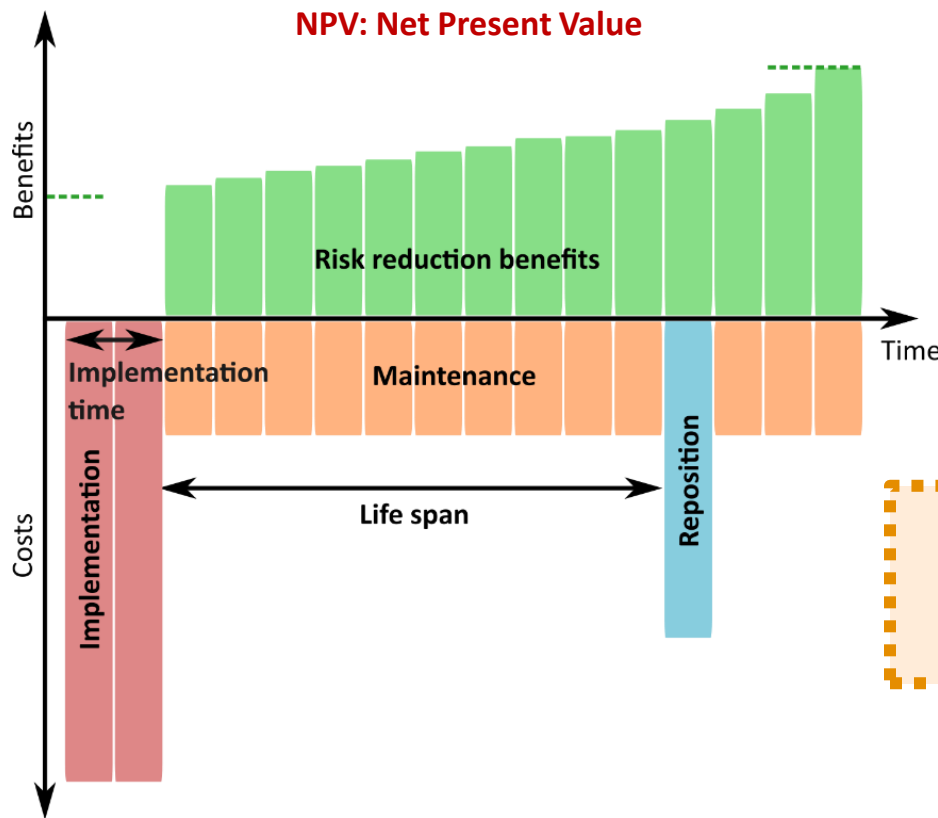 NPV: Net Present Value
Benefits
Risk reduction benefits
Time
Implementation
time
Maintenance
Costs
Implementation
Life span
Reposition